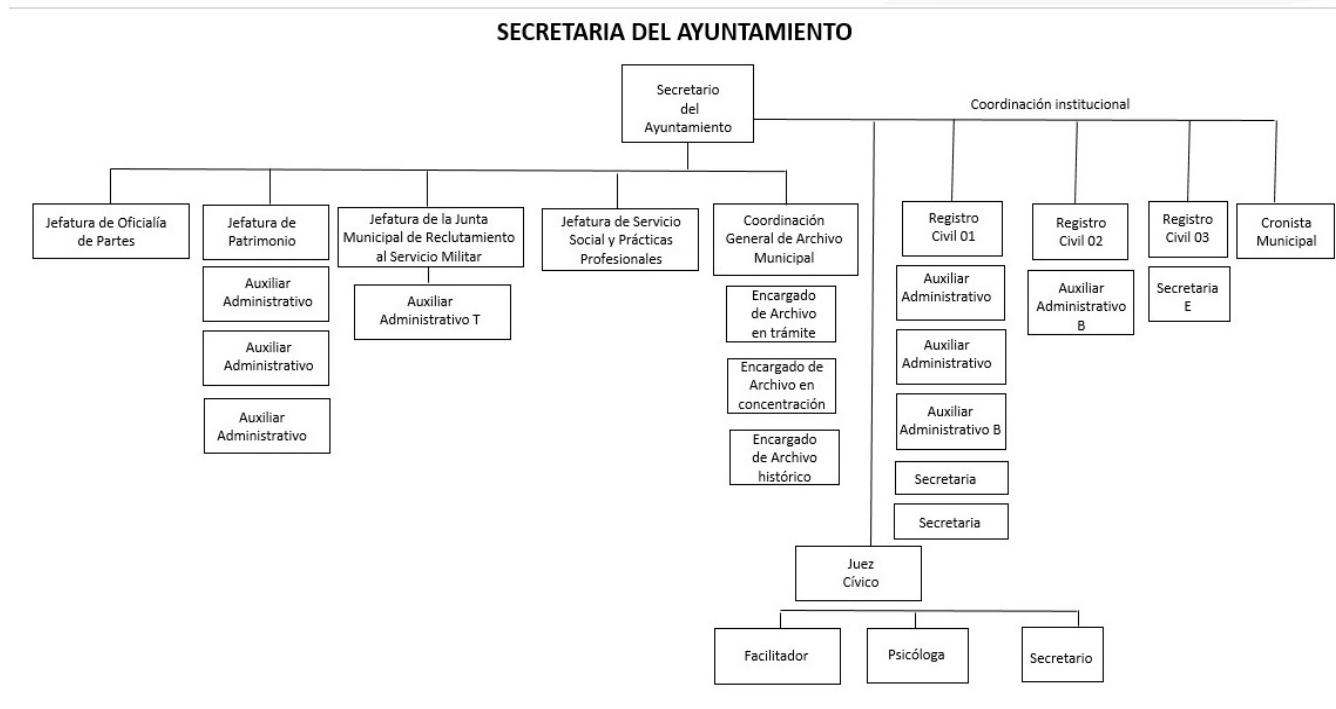 SECRETARIA DEL AYUNTAMIENTO
Secretario
del
Ayuntamiento
Coordinación institucional
Jefatura de Oficialía
de Partes
Jefatura de
Patrimonio
Auxiliar
Administrativo
Auxiliar
Administrativo
Auxiliar
Administrativo
Jefatura de la Junta
Municipal de Reclutamiento
al Servicio Militar
Auxiliar
Administrativo T
Jefatura de Servicio
Social y Prácticas
Profesionales
Coordinación
General de Archivo
Municipal
Encargado
de Archivo
en trámite
Encargado de
Archivo en
concentración
Encargado
de Archivo
histórico
Registro
Civil 01
Auxiliar
Administrativo
Auxiliar
Administrativo
Auxiliar
Administrativo B
Secretaria
Secretaria
Registro
Civil 02
Auxiliar
Administrativo
B
Registro
Civil 03
Secretaria
E
Cronista
Municipal
Juez
Cívico
Facilitador
Psicóloga
Secretario